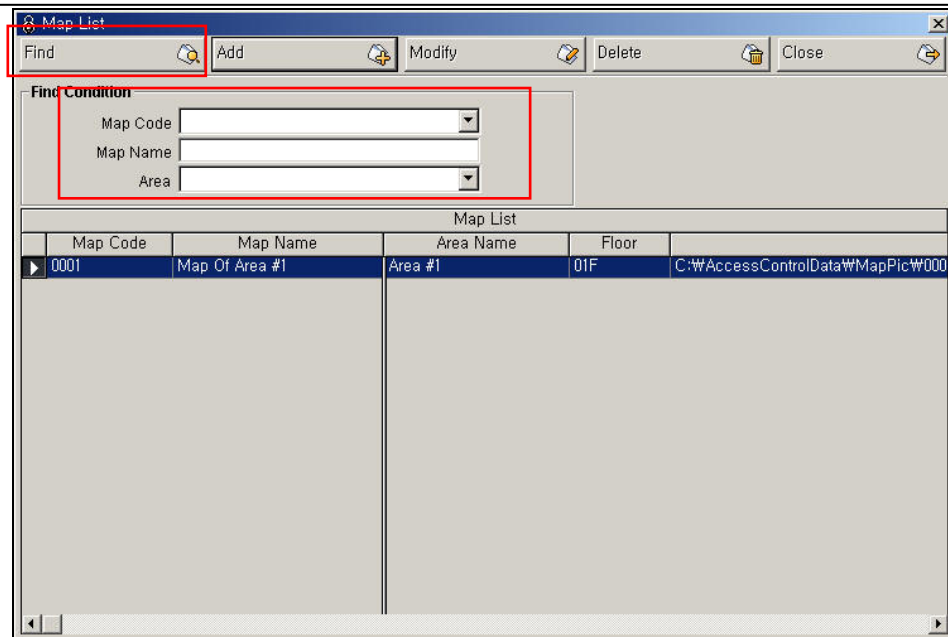 Map List
Find Add Modify Delete Close
Find Condition
Map Code
Map Name
Area
Map List
Map Code Map Name Area Name Floor
0001 Map Of Area #1 Area #1 01F C:₩AccessControlData₩MapPic₩000